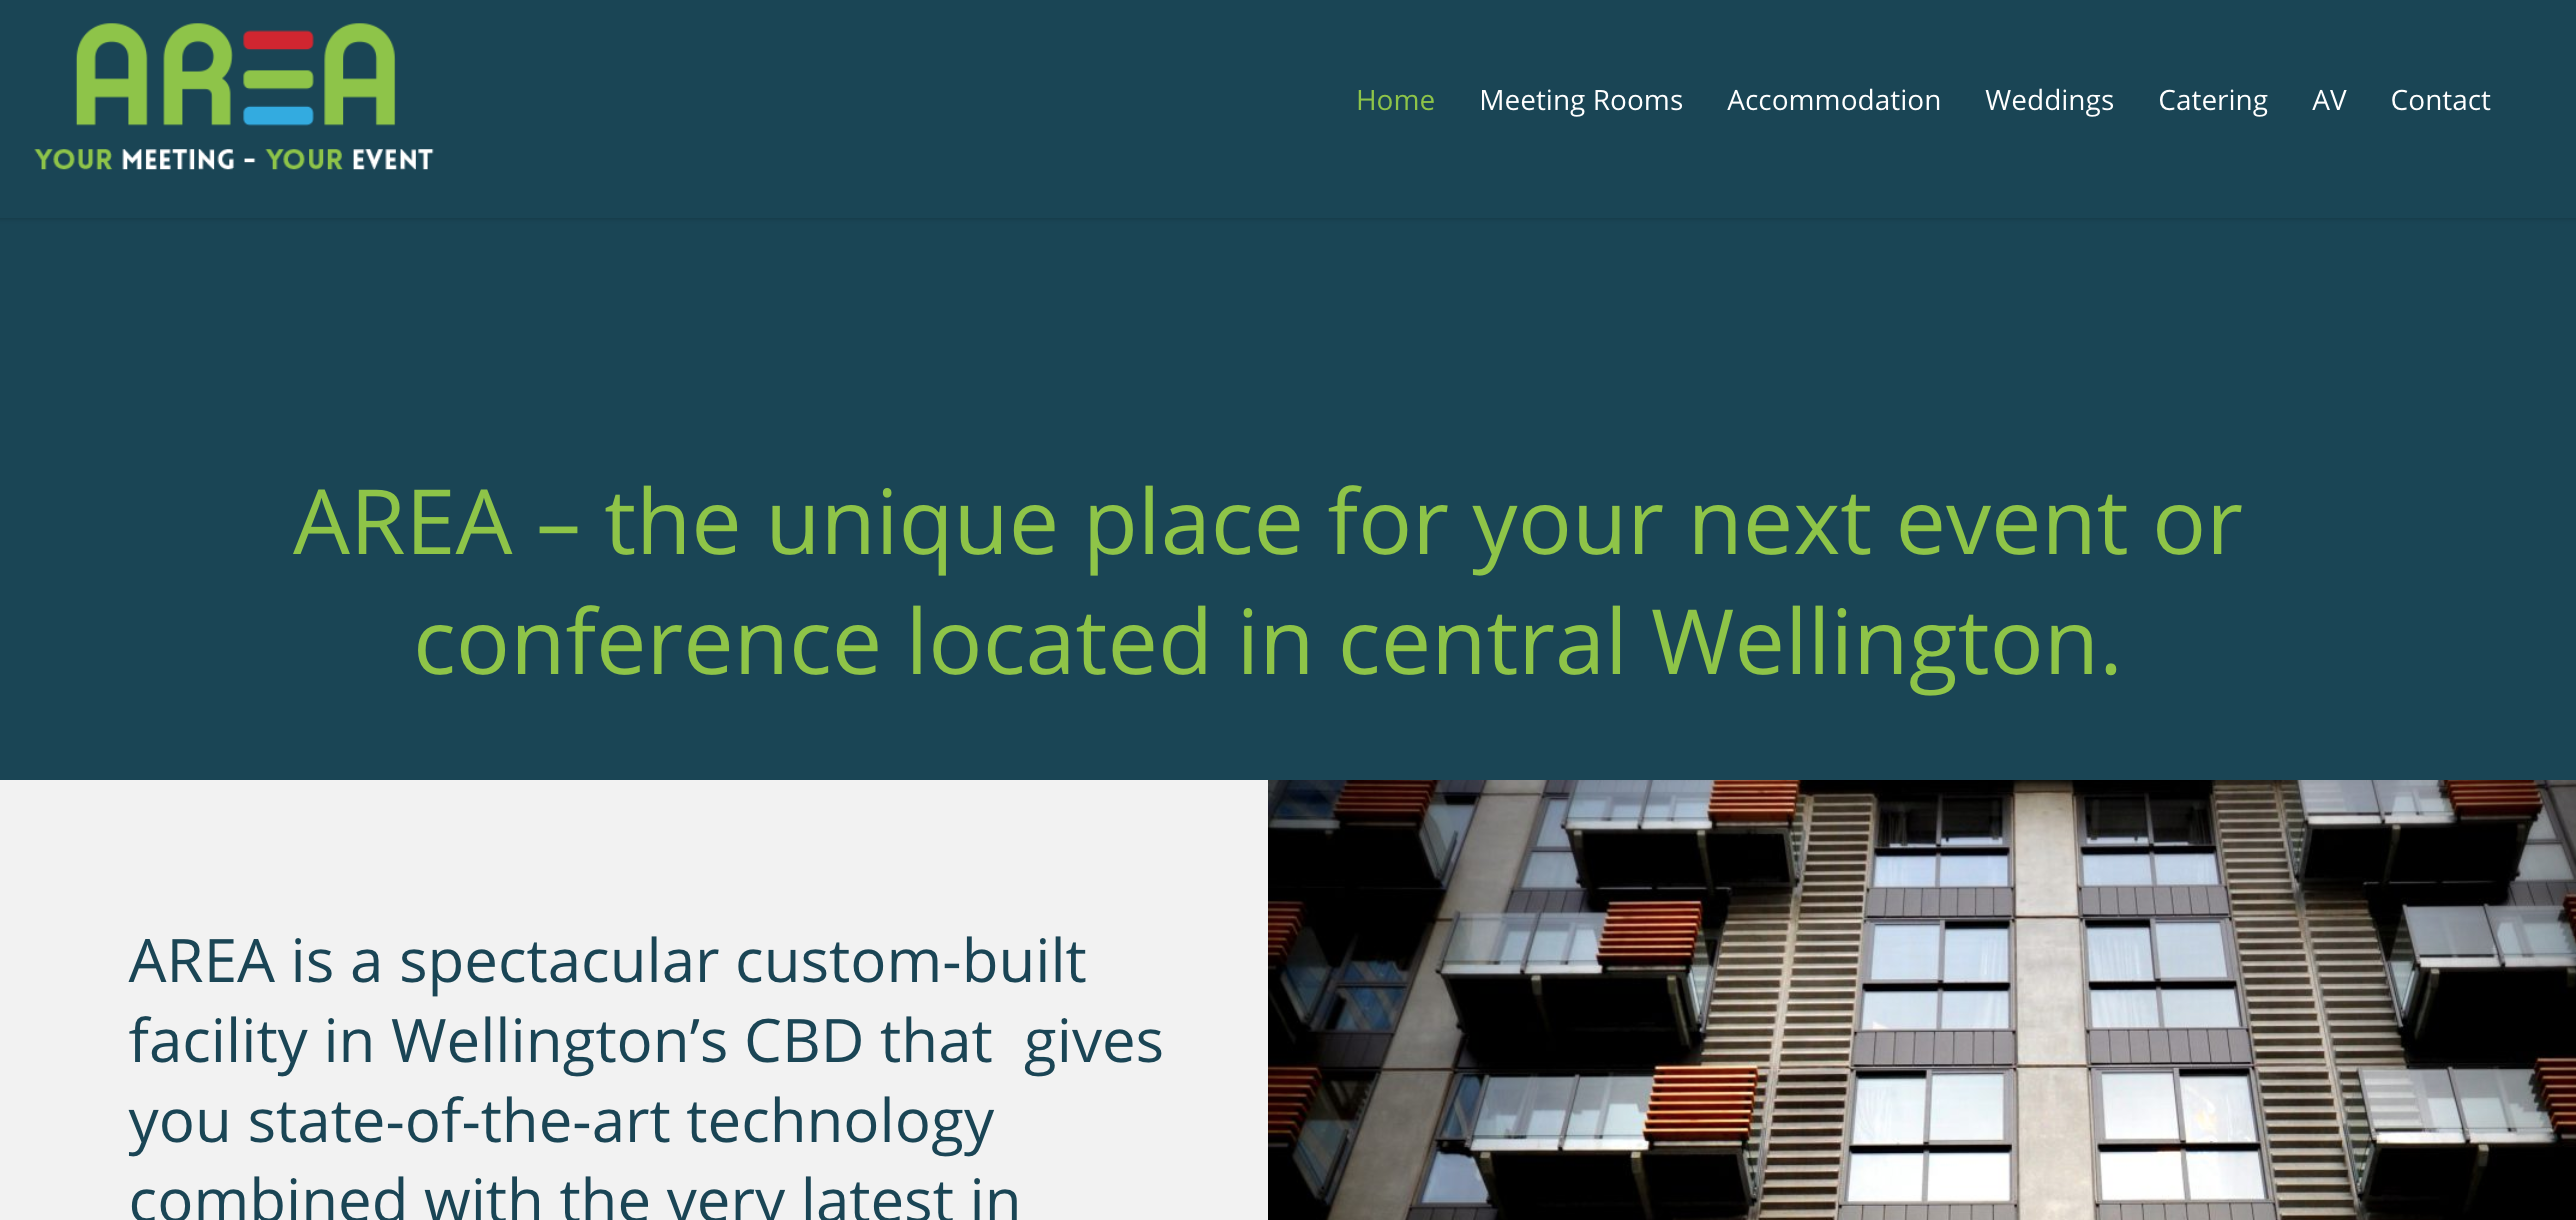 AREA
YOUR MEETING - YOUR EVENT
Home Meeting Rooms Accommodation Weddings Catering AV Contact
AREA – the unique place for your next event or
conference located in central Wellington.
AREA is a spectacular custom-built
facility in Wellington’s CBD that  gives
you state-of-the-art technology
combined with the very latest in